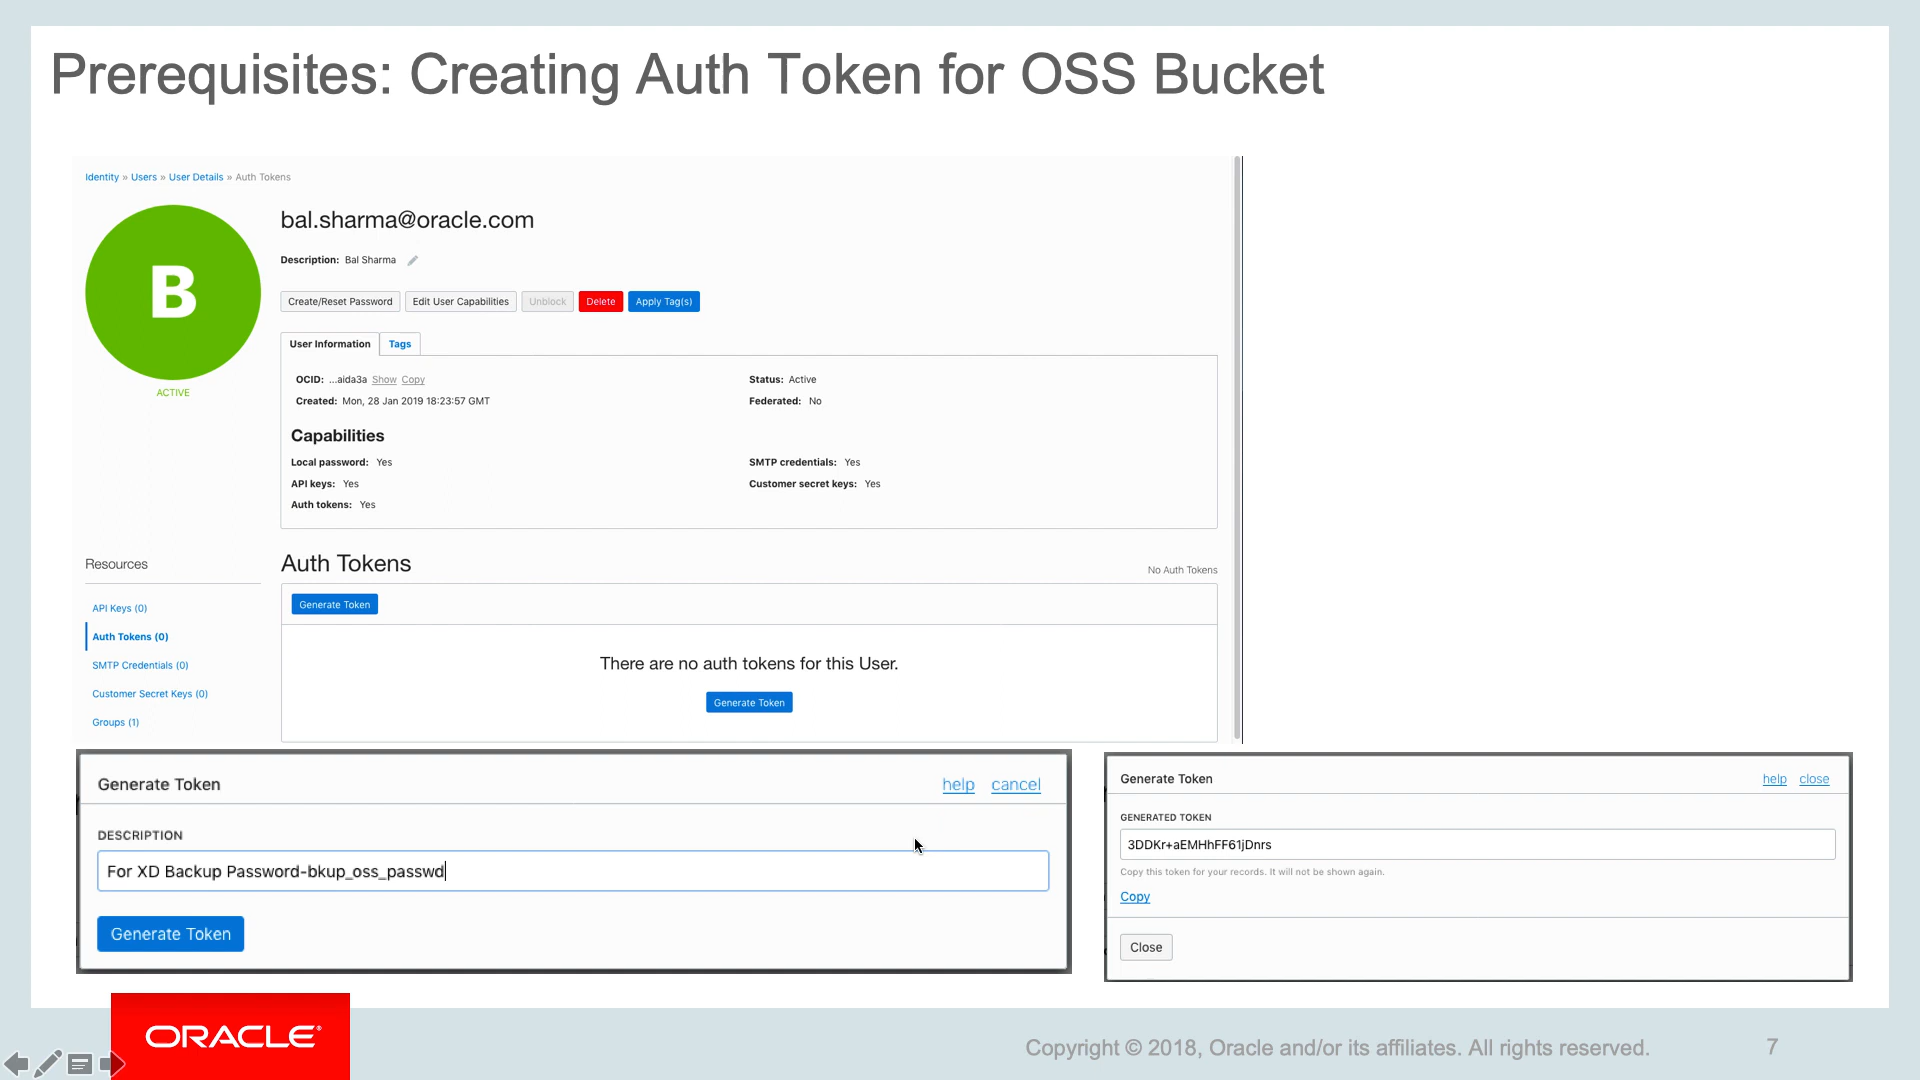 Prerequisites: Creating Auth Token for OSS Bucket
Identity » Users » User Details » Auth Tokens
B
ACTIVE
bal.sharma@oracle.com
Description: Bal Sharma
Create/Reset Password Edit User Capabilities Unblock Delete Apply Tag(s)
User Information Tags
OCID: ...aida3a Show Copy Status: Active
Created: Mon, 28 Jan 2019 18:23:57 GMT Federated: No
Capabilities
Local password: Yes SMTP credentials: Yes
API keys: Yes Customer secret keys: Yes
Auth tokens: Yes
Resources
API Keys (0)
Auth Tokens (0)
SMTP Credentials (0)
Customer Secret Keys (0)
Groups (1)
Auth Tokens
No Auth Tokens
Generate Token
There are no auth tokens for this User.
Generate Token
Generate Token help cancel
DESCRIPTION
For XD Backup Password-bkup_oss_passwd
Generate Token
Generate Token help close
GENERATED TOKEN
3DDKr+aEMHhFF61jDnrs
Copy this token for your records. It will not be shown again.
Copy
Close
ORACLE
Copyright © 2018, Oracle and/or its affiliates. All rights reserved. 7